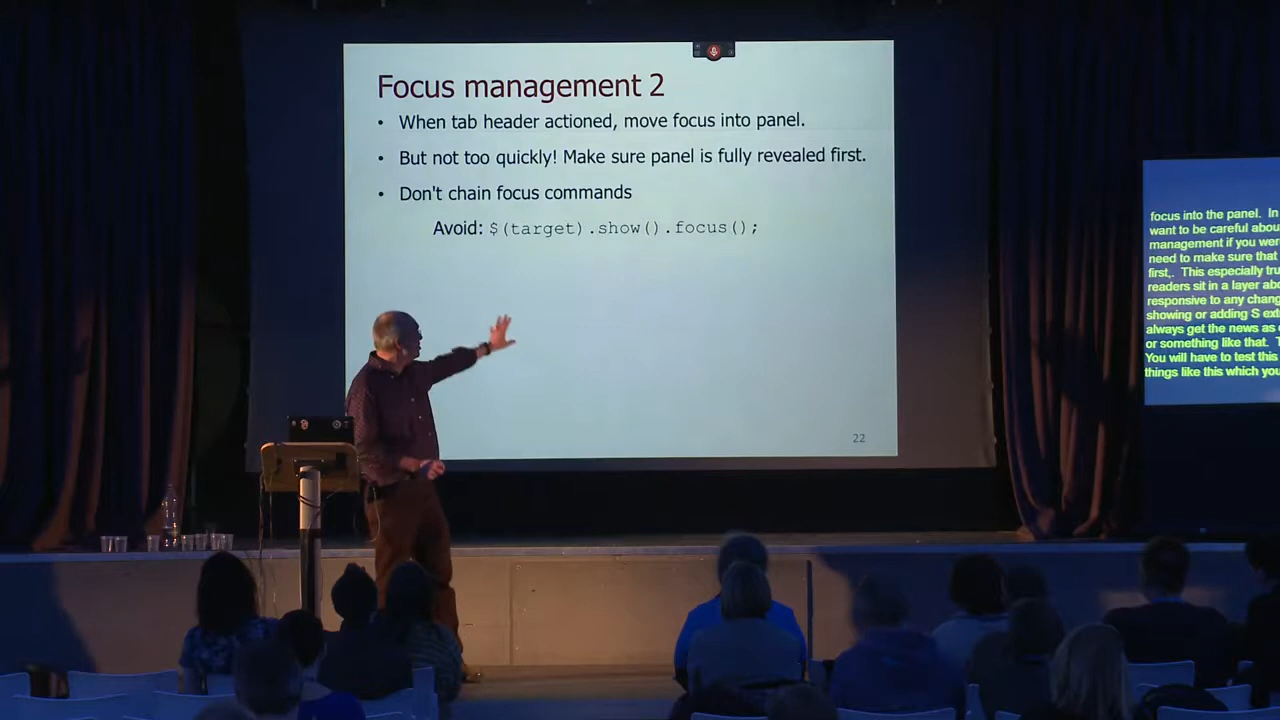 Focus management 2
• When tab header actioned, move focus into panel.
• But not too quickly! Make sure panel is fully revealed first.
• Don't chain focus commands
Avoid: $(target).show().focus();
22
focus into the panel. In
want to be careful abou
management if you wer
need to make sure that
first,. This especially tru
readers sit in a layer abo
responsive to any chang
showing or adding S ext
always get the news as
or something like that.
You will have to test this
things like this which you